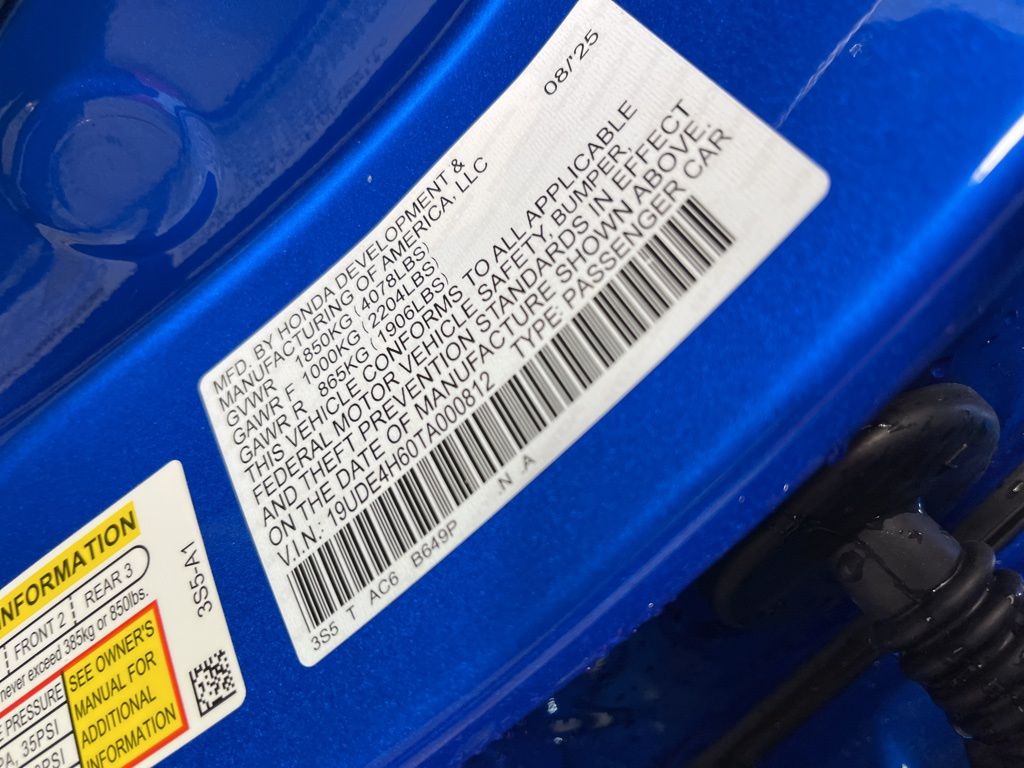 08/'25
MFD. BY HONDA DEVELOPMENT &
MANUFACTURING OF AMERICA, LLC
GVWR 1850KG (4078LBS)
GAWR F 1000KG (2204LBS)
GAWR R 865KG (1906LBS)
THIS VEHICLE CONFORMS TO ALL APPLICABLE
FEDERAL MOTOR VEHICLE SAFETY, BUMPER,
AND THEFT PREVENTION STANDARDS IN EFFECT
ON THE DATE OF MANUFACTURE SHOWN ABOVE.
V.I.N: 19UDE4H60TA000812 TYPE: PASSENGER CAR
3S5 T AC6 B649P .N .A
INFORMATION
FRONT 2 REAR 3
never exceed 385kg or 850lbs.
PRESSURE
35PSI
SEE OWNER'S
MANUAL FOR
ADDITIONAL
INFORMATION
3S5A1